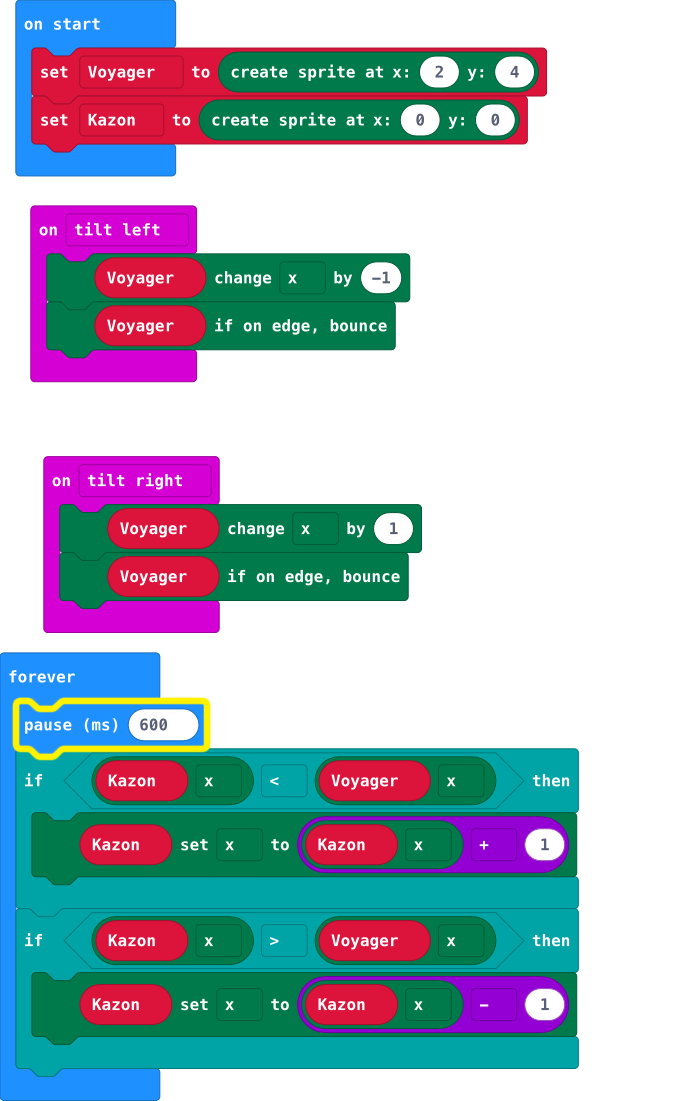 on start
set Voyager to create sprite at x: 2 y: 4
set Kazon to create sprite at x: 0 y: 0
on tilt left
Voyager change x by -1
Voyager if on edge, bounce
on tilt right
Voyager change x by 1
Voyager if on edge, bounce
forever
pause (ms) 600
if Kazon x < Voyager x then
Kazon set x to Kazon x + 1
if Kazon x > Voyager x then
Kazon set x to Kazon x - 1